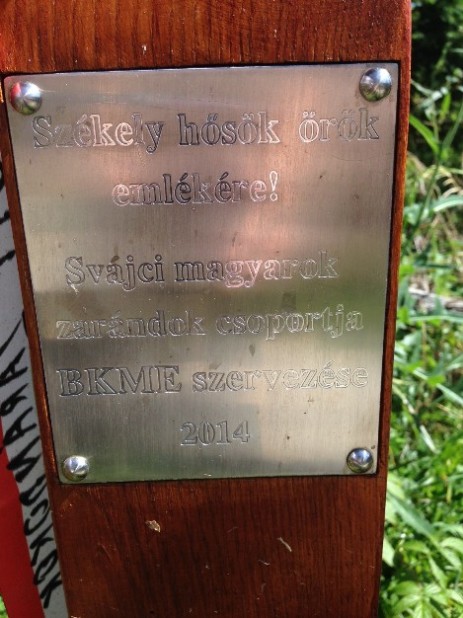 Székely hősök örök
emlékére!
Svájci magyarok
zarándok csoportja
BKME szervezése
2014